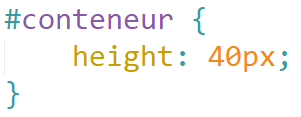 #conteneur {
    height: 40px;
}